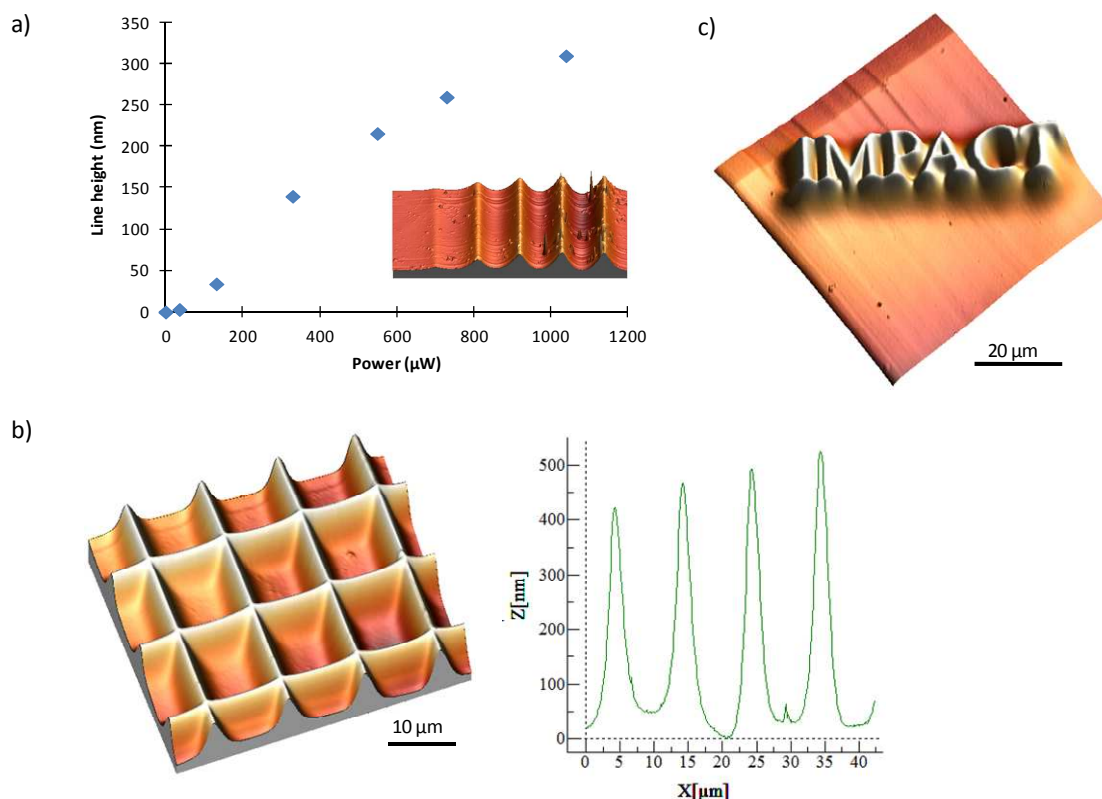 a)
350
300
250
200
150
100
50
0
Line height (nm)
0 200 400 600 800 1000 1200
Power (µW)
c)
IMPACT
20 µm
b)
10 µm
500
400
300
200
100
0
Z[nm]
0 5 10 15 20 25 30 35 40
X[µm]